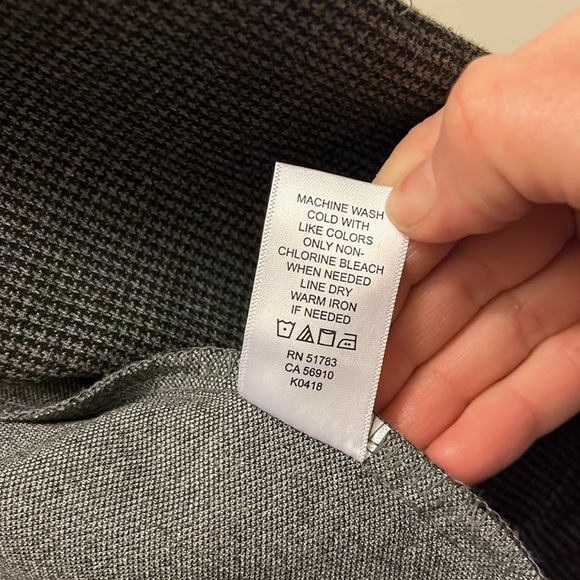 MACHINE WASH
COLD WITH
LIKE COLORS
ONLY NON-
CHLORINE BLEACH
WHEN NEEDED
LINE DRY
WARM IRON
IF NEEDED
RN 51783
CA 56910
K0418